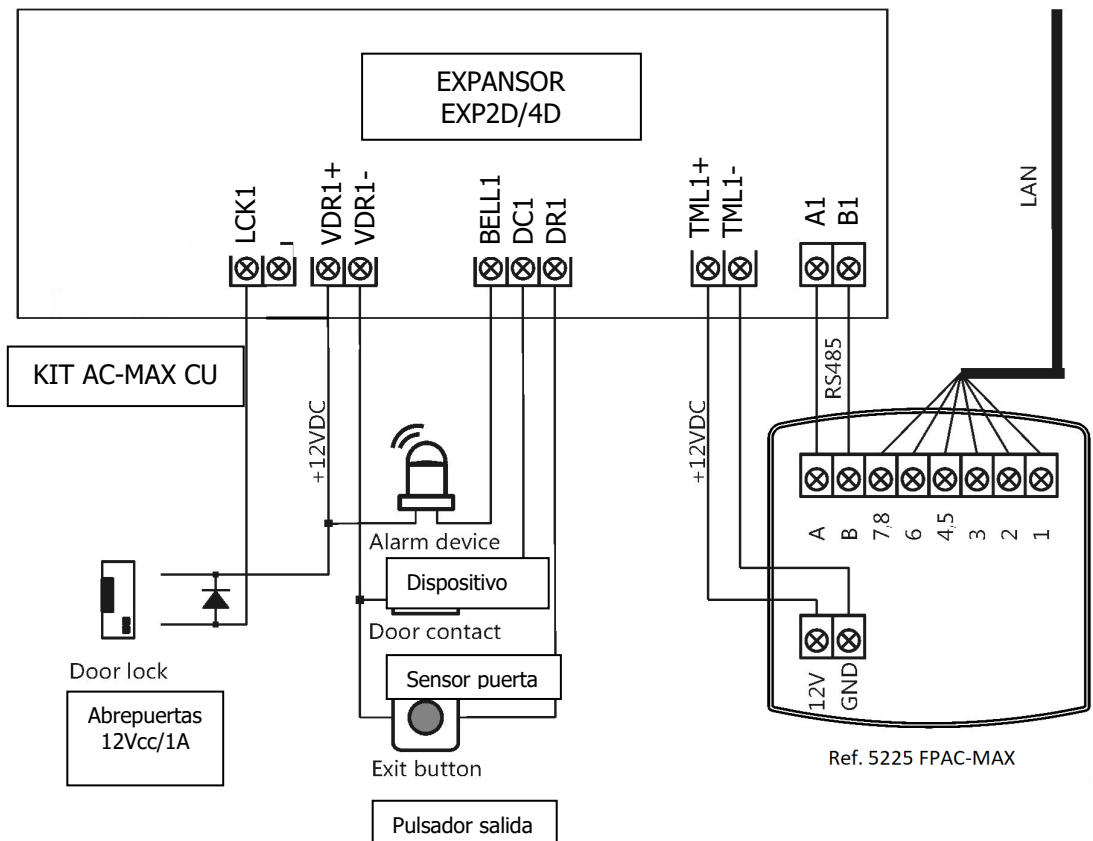 EXPANSOR
EXP2D/4D
LCK1
VDR1+
VDR1-
BELL1
DC1
DR1
TML1+
TML1-
A1
B1
LAN
KIT AC-MAX CU
+12VDC
+12VDC
RS485
A
B
7,8
6
4,5
3
2
1
Alarm device
Dispositivo
Door contact
Sensor puerta
Door lock
Abrepuertas
12Vcc/1A
12V
GND
Exit button
Ref. 5225 FPAC-MAX
Pulsador salida